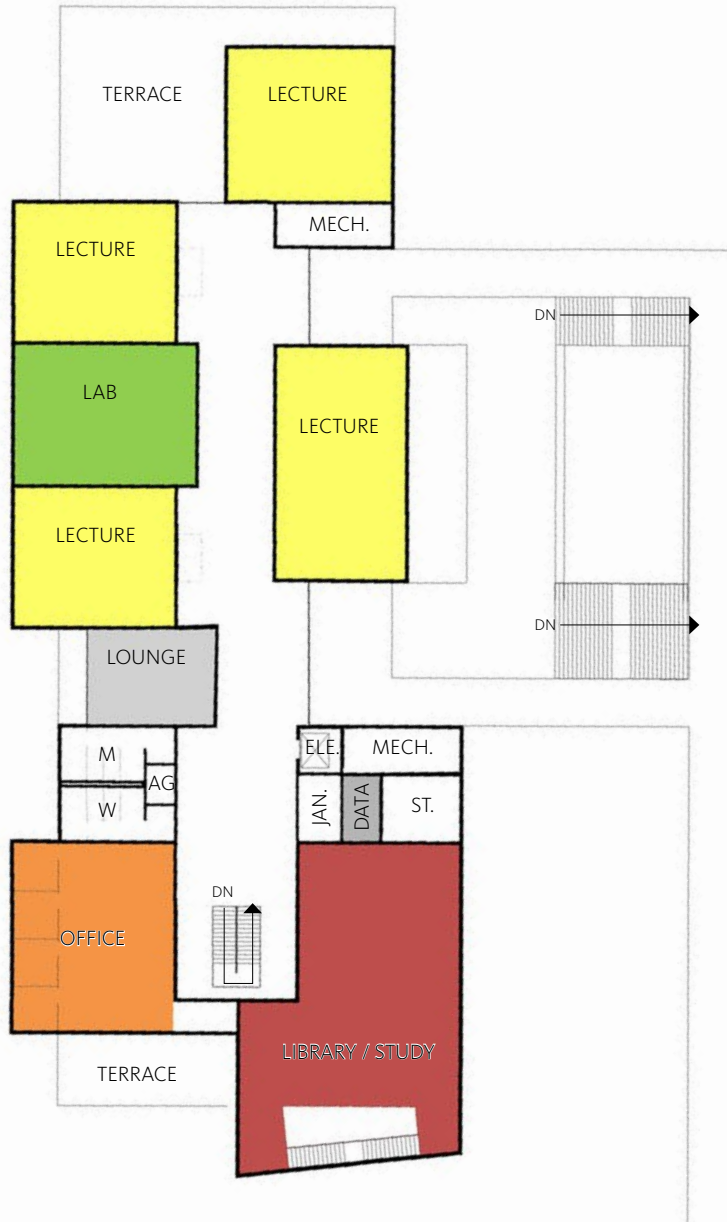 TERRACE
LECTURE
MECH.
LECTURE
DN
LAB
LECTURE
LECTURE
DN
LOUNGE
M
ELE.
MECH.
AG
W
JAN.
DATA
ST.
DN
OFFICE
LIBRARY / STUDY
TERRACE